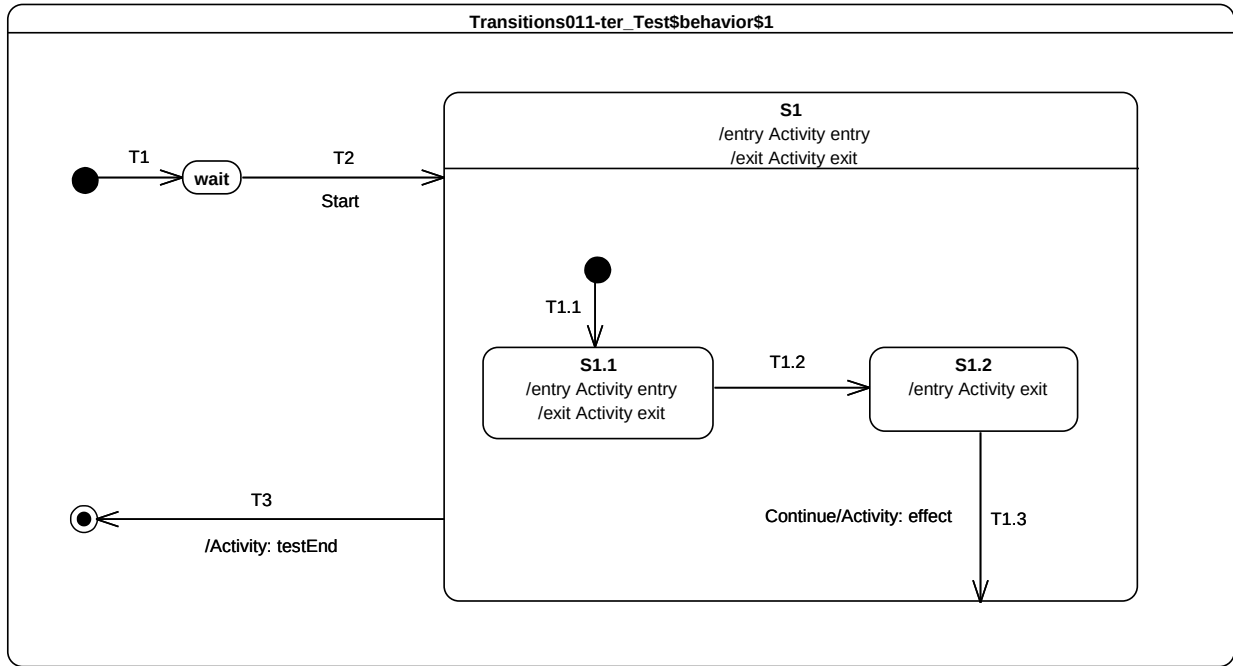 Transitions011-ter_Test$behavior$1
S1
/entry Activity entry
/exit Activity exit
T1
wait
T2
Start
T1.1
S1.1
/entry Activity entry
/exit Activity exit
T1.2
S1.2
/entry Activity exit
T3
/Activity: testEnd
Continue/Activity: effect
T1.3